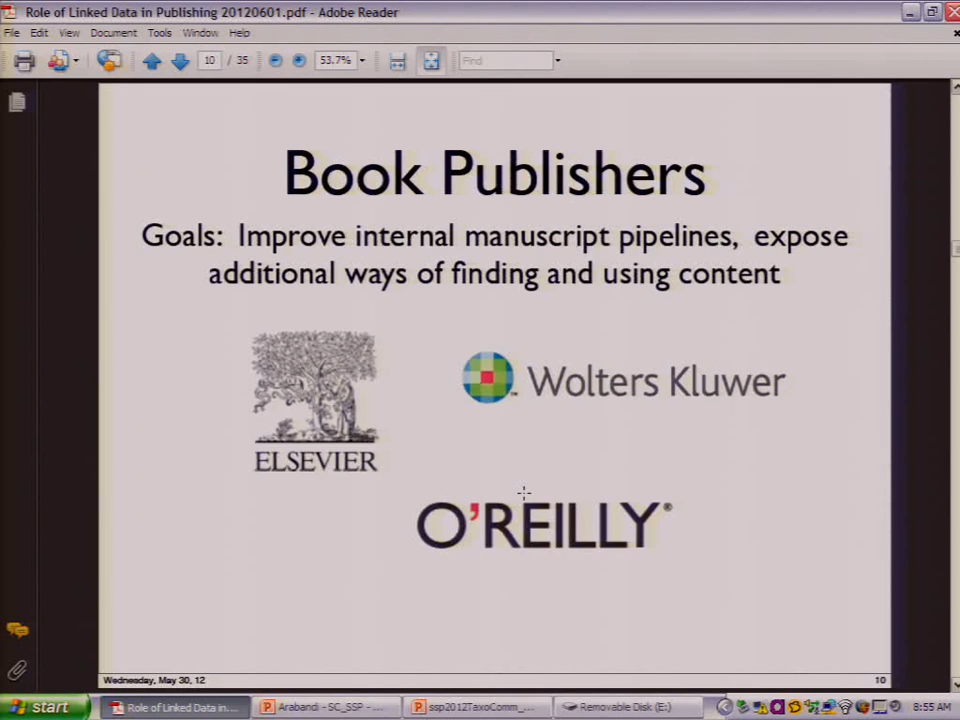 Role of Linked Data in Publishing 20120601.pdf - Adobe Reader
File Edit View Document Tools Window Help
10 / 35 53.7% Find
Book Publishers
Goals: Improve internal manuscript pipelines, expose
additional ways of finding and using content
Wolters Kluwer
ELSEVIER
O'REILLY®
Wednesday, May 30, 12 10
start Role of Linked Data in... Arabandi - SC_SSP - ... ssp2012TaxoComm_... Removable Disk (E:) 8:55 AM